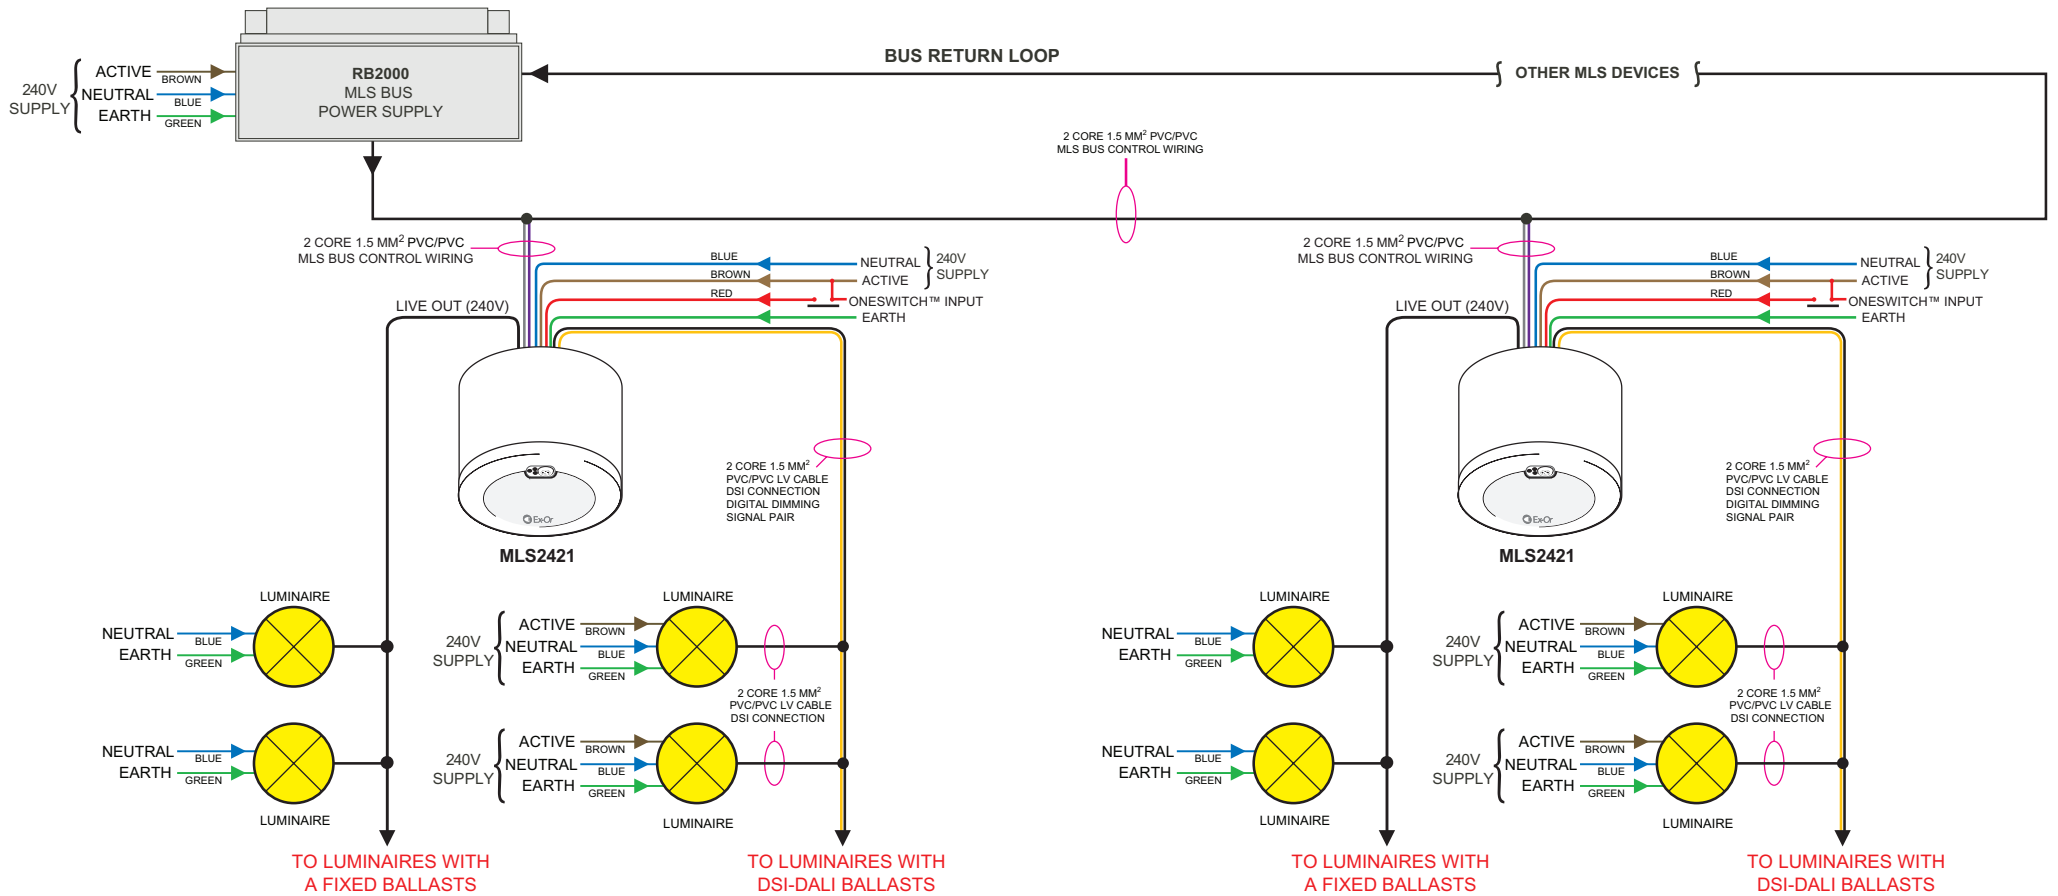 240V
SUPPLY
ACTIVE
BROWN
NEUTRAL
BLUE
EARTH
GREEN
RB2000
MLS BUS
POWER SUPPLY
BUS RETURN LOOP
OTHER MLS DEVICES
2 CORE 1.5 MM² PVC/PVC
MLS BUS CONTROL WIRING
2 CORE 1.5 MM² PVC/PVC
MLS BUS CONTROL WIRING
BLUE
NEUTRAL
240V
SUPPLY
BROWN
ACTIVE
RED
ONESWITCH™ INPUT
EARTH
LIVE OUT (240V)
2 CORE 1.5 MM²
PVC/PVC LV CABLE
DSI CONNECTION
DIGITAL DIMMING
SIGNAL PAIR
Ex-Or
MLS2421
LUMINAIRE
NEUTRAL
BLUE
EARTH
GREEN
NEUTRAL
BLUE
EARTH
GREEN
LUMINAIRE
LUMINAIRE
240V
SUPPLY
ACTIVE
BROWN
NEUTRAL
BLUE
EARTH
GREEN
2 CORE 1.5 MM²
PVC/PVC LV CABLE
DSI CONNECTION
240V
SUPPLY
ACTIVE
BROWN
NEUTRAL
BLUE
EARTH
GREEN
LUMINAIRE
TO LUMINAIRES WITH
A FIXED BALLASTS
TO LUMINAIRES WITH
DSI-DALI BALLASTS
2 CORE 1.5 MM² PVC/PVC
MLS BUS CONTROL WIRING
BLUE
NEUTRAL
240V
SUPPLY
BROWN
ACTIVE
RED
ONESWITCH™ INPUT
EARTH
LIVE OUT (240V)
2 CORE 1.5 MM²
PVC/PVC LV CABLE
DSI CONNECTION
DIGITAL DIMMING
SIGNAL PAIR
Ex-Or
MLS2421
LUMINAIRE
NEUTRAL
BLUE
EARTH
GREEN
NEUTRAL
BLUE
EARTH
GREEN
LUMINAIRE
LUMINAIRE
240V
SUPPLY
ACTIVE
BROWN
NEUTRAL
BLUE
EARTH
GREEN
2 CORE 1.5 MM²
PVC/PVC LV CABLE
DSI CONNECTION
240V
SUPPLY
ACTIVE
BROWN
NEUTRAL
BLUE
EARTH
GREEN
LUMINAIRE
TO LUMINAIRES WITH
A FIXED BALLASTS
TO LUMINAIRES WITH
DSI-DALI BALLASTS